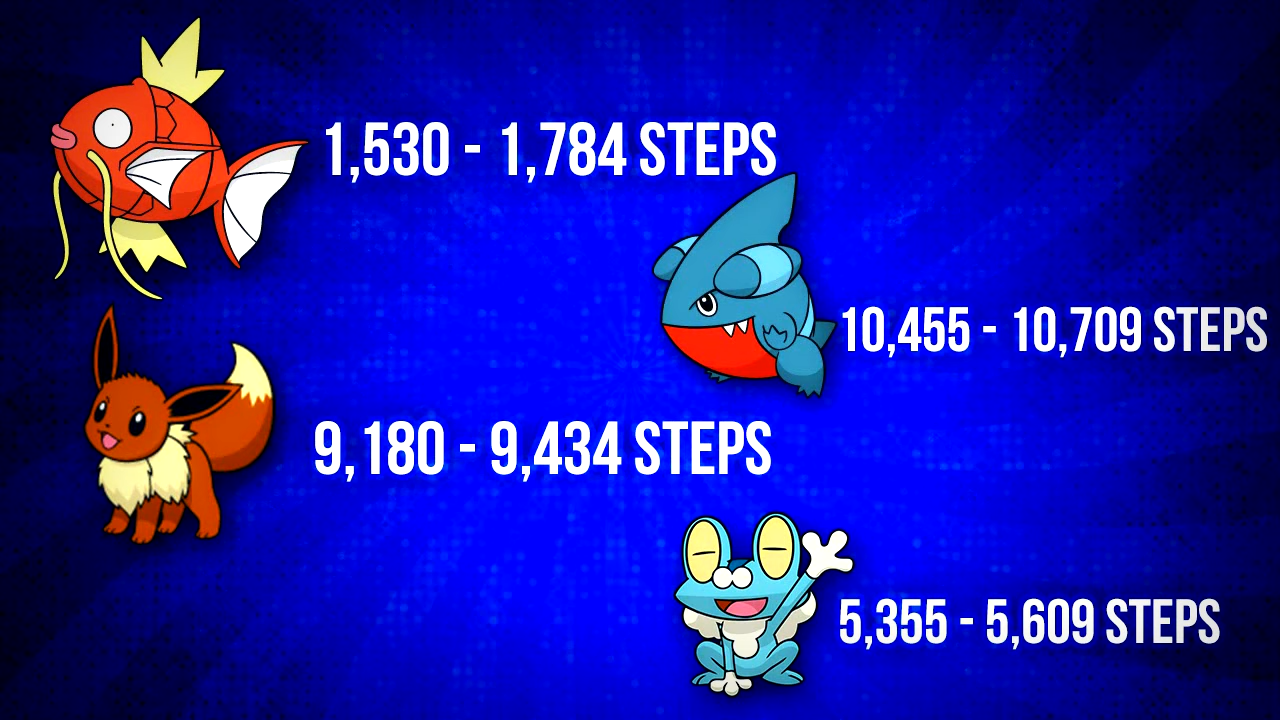 1,530 - 1,784 STEPS
10,455 - 10,709 STEPS
9,180 - 9,434 STEPS
5,355 - 5,609 STEPS